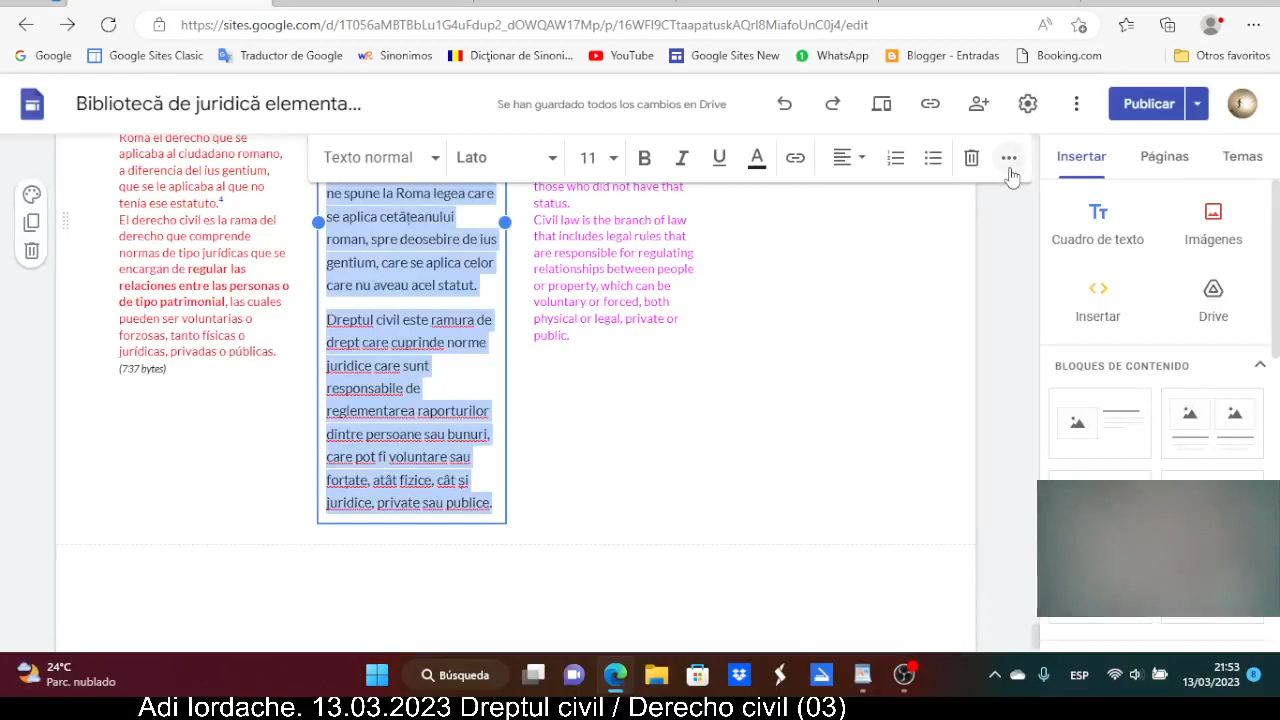 https://sites.google.com/d/1T056aMBTBbLu1G4uFdup2_dOWQAW17Mp/p/16WFI9CTtaapatuskAQrI8MiafoUnC0j4/edit
Google
Google Sites Clasic
Traductor de Google
Sinonimos
Dicționar de Sinoni...
YouTube
Google Sites New
WhatsApp
Blogger - Entradas
Booking.com
Otros favoritos
Bibliotecă de juridică elementa...
Se han guardado todos los cambios en Drive
Publicar
Texto normal
Lato
11
B
I
U
A
Insertar
Páginas
Temas
Roma el derecho que se
aplicaba al ciudadano romano,
a diferencia del ius gentium,
que se le aplicaba al que no
tenía ese estatuto.4
El derecho civil es la rama del
derecho que comprende
normas de tipo jurídicas que se
encargan de regular las
relaciones entre las personas o
de tipo patrimonial, las cuales
pueden ser voluntarias o
forzosas, tanto físicas o
jurídicas, privadas o públicas.
(737 bytes)
ne spune la Roma legea care
se aplica cetățeanului
roman, spre deosebire de ius
gentium, care se aplica celor
care nu aveau acel statut.
Dreptul civil este ramura de
drept care cuprinde norme
juridice care sunt
responsabile de
reglementarea raporturilor
dintre persoane sau bunuri,
care pot fi voluntare sau
forțate, atât fizice, cât și
juridice, private sau publice.
those who did not have that
status.
Civil law is the branch of law
that includes legal rules that
are responsible for regulating
relationships between people
or property, which can be
voluntary or forced, both
physical or legal, private or
public.
Tt
Cuadro de texto
Imágenes
Insertar
Drive
BLOQUES DE CONTENIDO
24°C
Parc. nublado
Búsqueda
ESP
21:53
13/03/2023
8
Adi Iordache. 13.03.2023 Dreptul civil / Derecho civil (03)